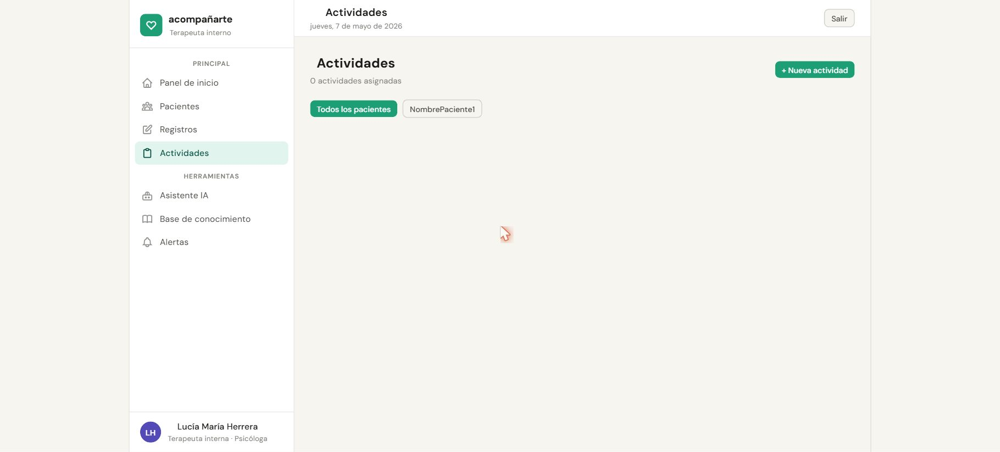 acompañarte
Terapeuta interno
PRINCIPAL
Panel de inicio
Pacientes
Registros
Actividades
HERRAMIENTAS
Asistente IA
Base de conocimiento
Alertas
LH
Lucía María Herrera
Terapeuta interna · Psicóloga
Actividades
jueves, 7 de mayo de 2026
Salir
Actividades
0 actividades asignadas
+ Nueva actividad
Todos los pacientes
NombrePaciente1